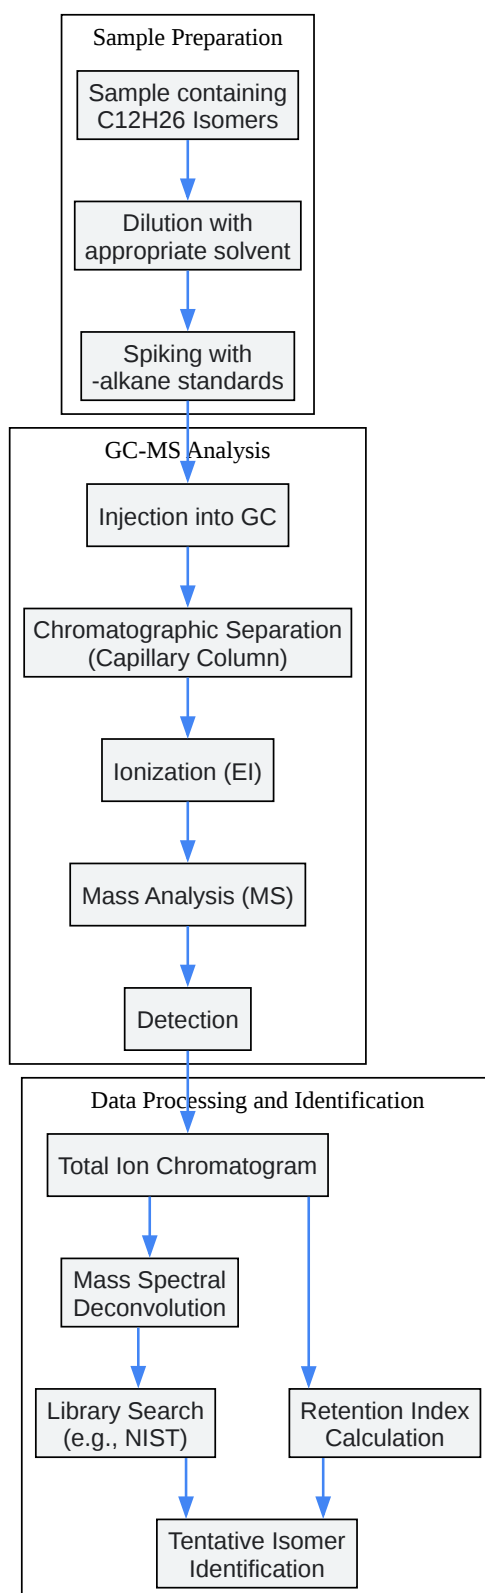 Sample Preparation
Sample containing
C12H26 Isomers
Dilution with
appropriate solvent
Spiking with
-alkane standards
GC-MS Analysis
Injection into GC
Chromatographic Separation
(Capillary Column)
Ionization (EI)
Mass Analysis (MS)
Detection
Data Processing and Identification
Total Ion Chromatogram
Mass Spectral
Deconvolution
Library Search
(e.g., NIST)
Retention Index
Calculation
Tentative Isomer
Identification